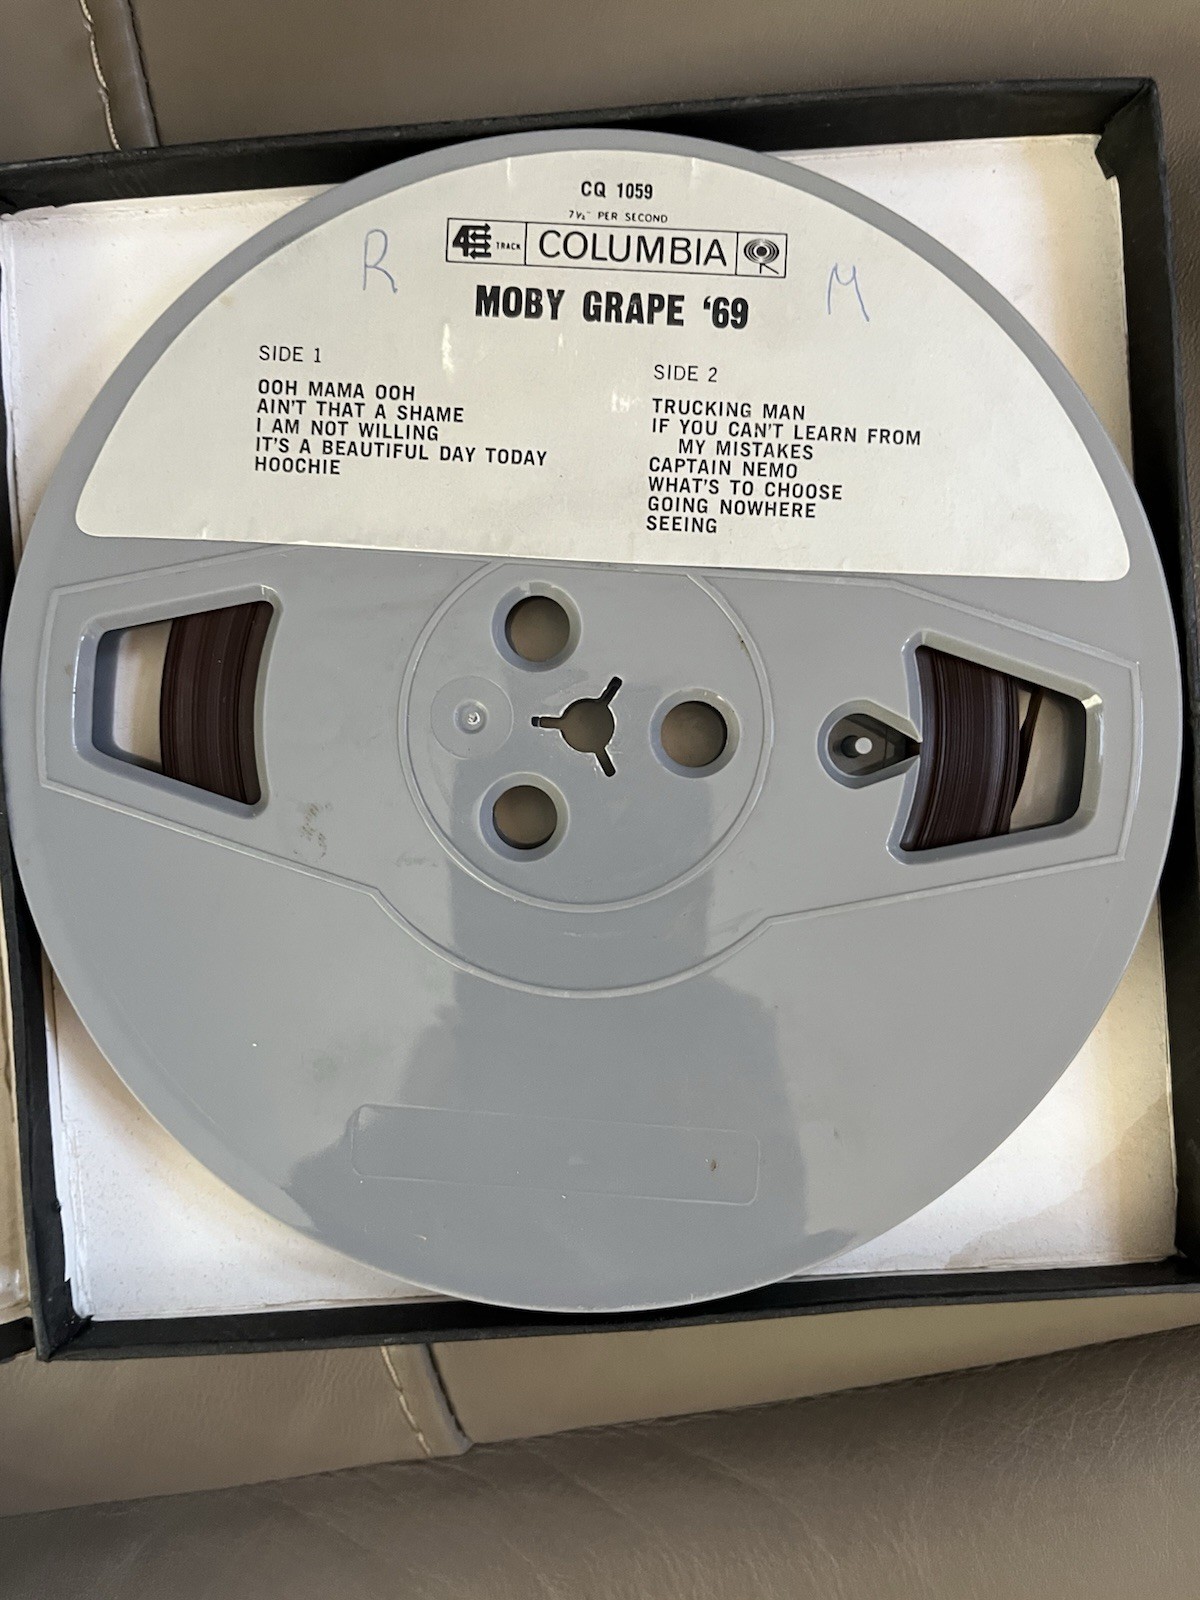 CQ 1059
7½" PER SECOND
4 TRACK COLUMBIA
R M
MOBY GRAPE ‘69
SIDE 1
OOH MAMA OOH
AIN'T THAT A SHAME
I AM NOT WILLING
IT'S A BEAUTIFUL DAY TODAY
HOOCHIE
SIDE 2
TRUCKING MAN
IF YOU CAN'T LEARN FROM
MY MISTAKES
CAPTAIN NEMO
WHAT'S TO CHOOSE
GOING NOWHERE
SEEING